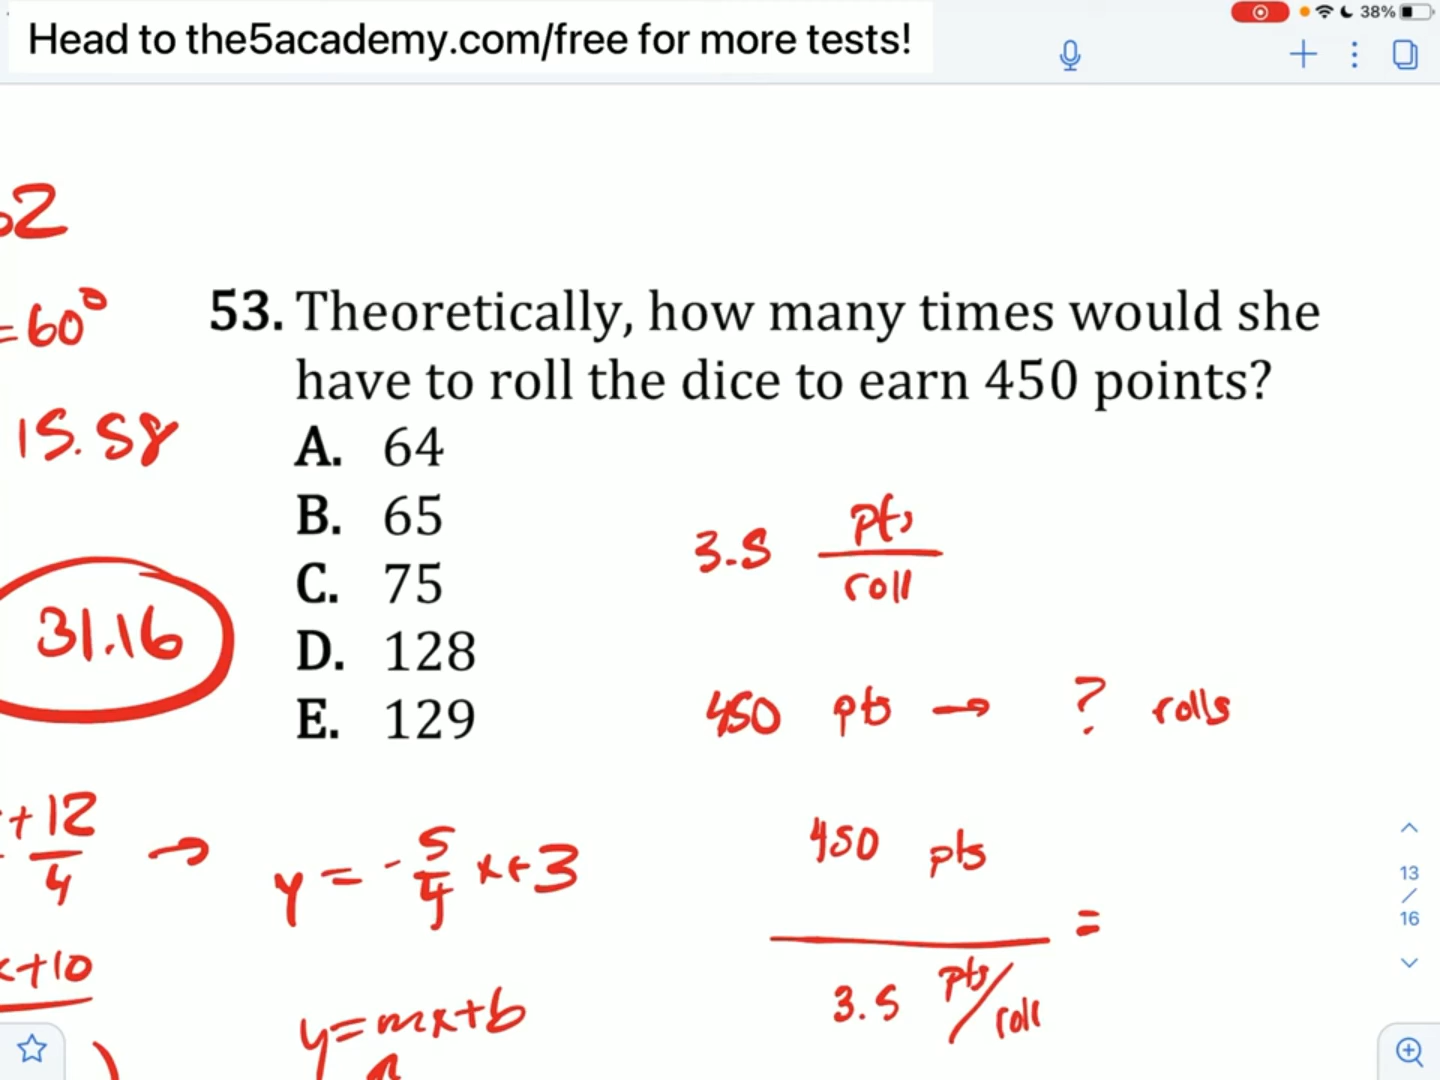 Head to the5academy.com/free for more tests!
38%
62
=60°
53. Theoretically, how many times would she
have to roll the dice to earn 450 points?
15.58
A. 64
B. 65
C. 75
D. 128
E. 129
31.16
3.5 pts
roll
450 pts → ? rolls
+ 12
4
→
y = -5/4 x + 3
x+10
y=mx+b
450 pts
=
3.5 pts/roll
13
/
16